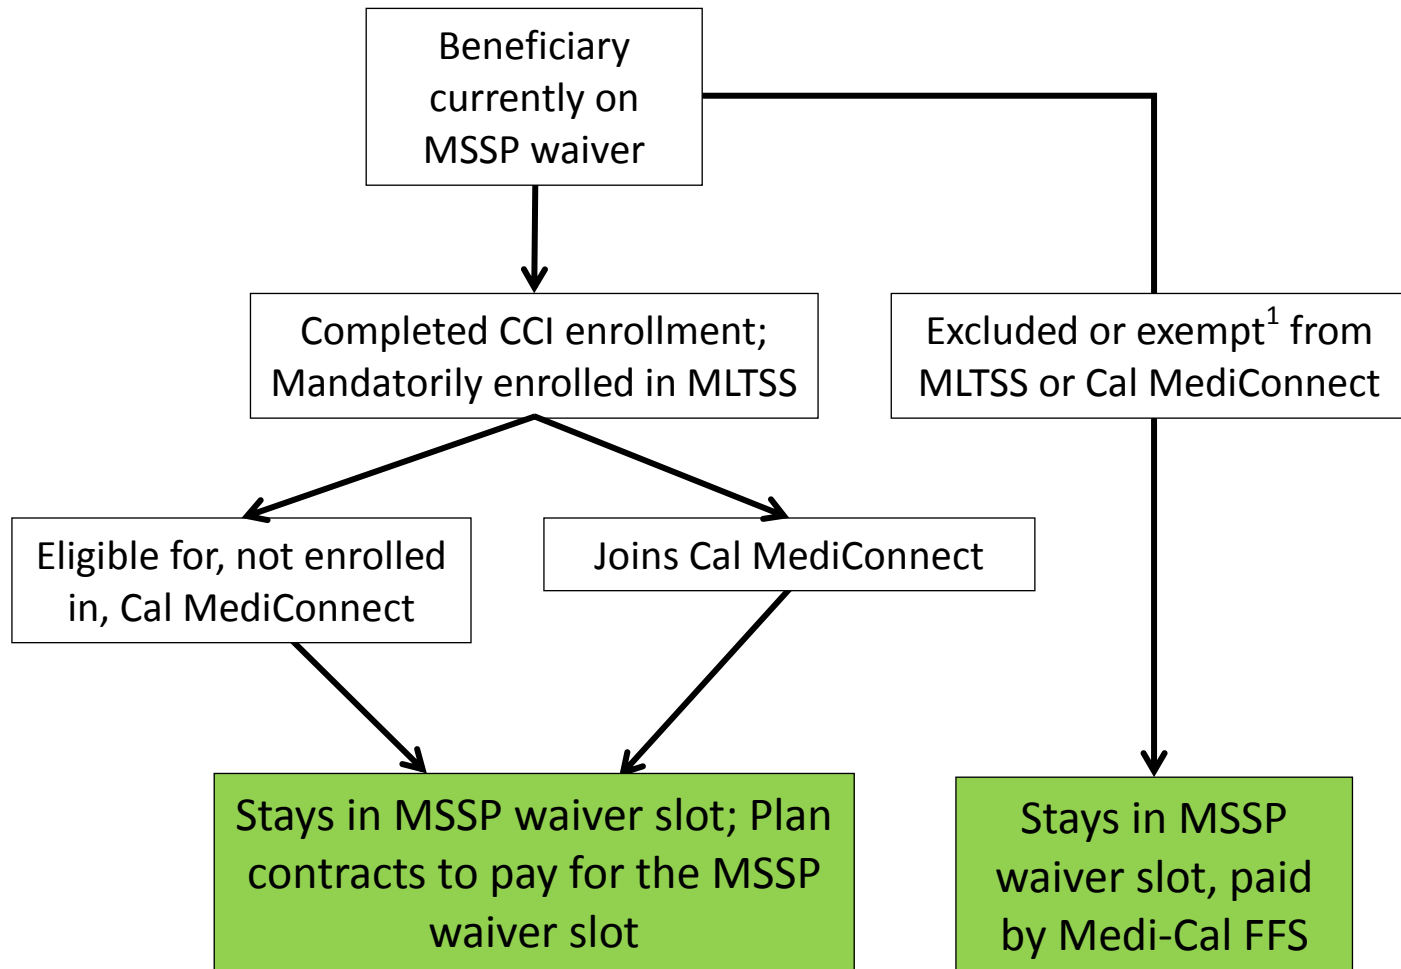 Beneficiary
currently on
MSSP waiver
Completed CCI enrollment;
Mandatorily enrolled in MLTSS
Excluded or exempt¹ from
MLTSS or Cal MediConnect
Eligible for, not enrolled
in, Cal MediConnect
Joins Cal MediConnect
Stays in MSSP waiver slot; Plan
contracts to pay for the MSSP
waiver slot
Stays in MSSP
waiver slot, paid
by Medi-Cal FFS